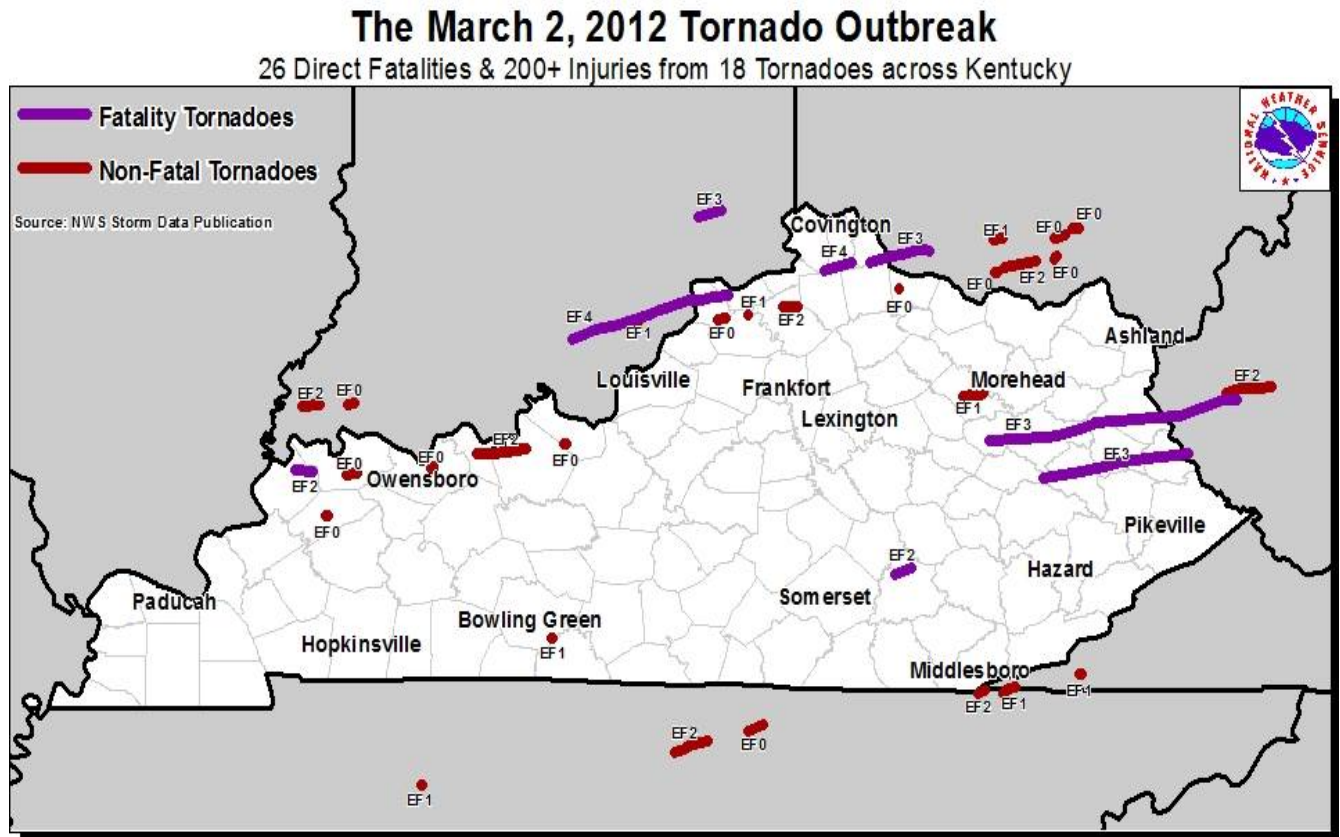 The March 2, 2012 Tornado Outbreak
26 Direct Fatalities & 200+ Injuries from 18 Tornadoes across Kentucky
Fatality Tornadoes
Non-Fatal Tornadoes
Source: NWS Storm Data Publication
NATIONAL WEATHER SERVICE
EF3
Covington
EF4
EF3
EF1
EF0
EF0
EF0
EF2
EF0
EF4
EF1
EF0
EF1
EF2
EF0
Ashland
Louisville
Frankfort
Morehead
EF2
EF2
EF0
EF1
Lexington
EF3
EF2
EF0
EF3
EF0
EF0
EF2
Owensboro
EF0
Pikeville
EF2
Hazard
Somerset
Paducah
Bowling Green
Hopkinsville
EF1
Middlesboro
EF2
EF1
EF1
EF2
EF0
EF1